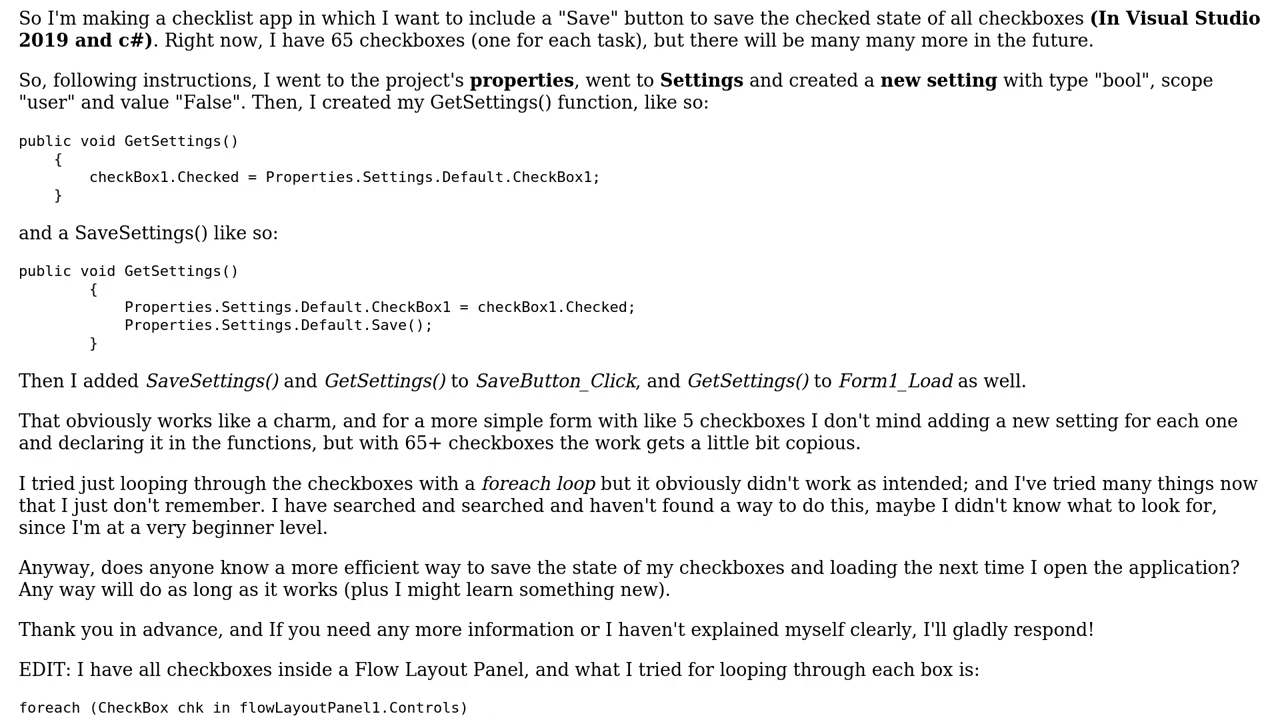 So I'm making a checklist app in which I want to include a "Save" button to save the checked state of all checkboxes (In Visual Studio
2019 and c#). Right now, I have 65 checkboxes (one for each task), but there will be many many more in the future.
So, following instructions, I went to the project's properties, went to Settings and created a new setting with type "bool", scope
"user" and value "False". Then, I created my GetSettings() function, like so:
public void GetSettings()
{
checkBox1.Checked = Properties.Settings.Default.CheckBox1;
}
and a SaveSettings() like so:
public void GetSettings()
{
Properties.Settings.Default.CheckBox1 = checkBox1.Checked;
Properties.Settings.Default.Save();
}
Then I added SaveSettings() and GetSettings() to SaveButton_Click, and GetSettings() to Form1_Load as well.
That obviously works like a charm, and for a more simple form with like 5 checkboxes I don't mind adding a new setting for each one
and declaring it in the functions, but with 65+ checkboxes the work gets a little bit copious.
I tried just looping through the checkboxes with a foreach loop but it obviously didn't work as intended; and I've tried many things now
that I just don't remember. I have searched and searched and haven't found a way to do this, maybe I didn't know what to look for,
since I'm at a very beginner level.
Anyway, does anyone know a more efficient way to save the state of my checkboxes and loading the next time I open the application?
Any way will do as long as it works (plus I might learn something new).
Thank you in advance, and If you need any more information or I haven't explained myself clearly, I'll gladly respond!
EDIT: I have all checkboxes inside a Flow Layout Panel, and what I tried for looping through each box is:
foreach (CheckBox chk in flowLayoutPanel1.Controls)